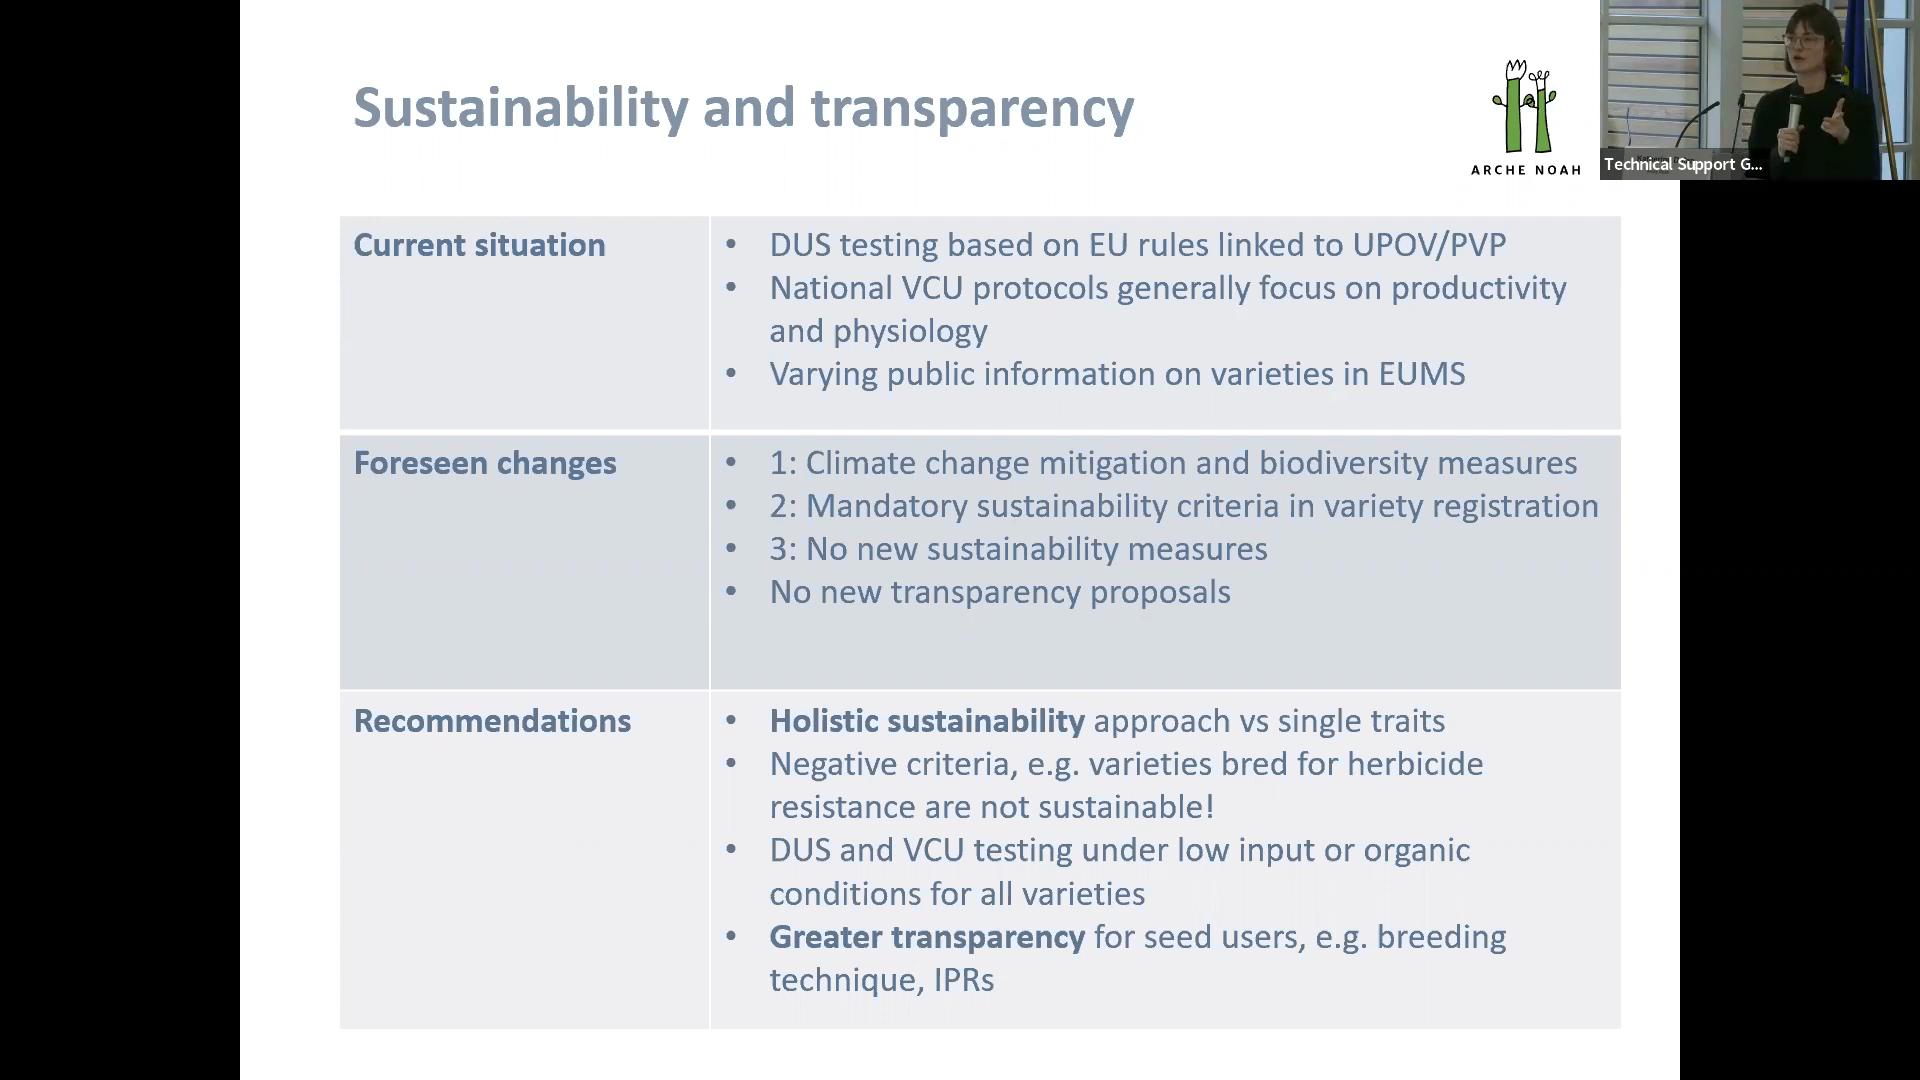 Sustainability and transparency
ARCHE NOAH
Technical Support G...
Current situation
• DUS testing based on EU rules linked to UPOV/PVP
• National VCU protocols generally focus on productivity
and physiology
• Varying public information on varieties in EUMS
Foreseen changes
• 1: Climate change mitigation and biodiversity measures
• 2: Mandatory sustainability criteria in variety registration
• 3: No new sustainability measures
• No new transparency proposals
Recommendations
• Holistic sustainability approach vs single traits
• Negative criteria, e.g. varieties bred for herbicide
resistance are not sustainable!
• DUS and VCU testing under low input or organic
conditions for all varieties
• Greater transparency for seed users, e.g. breeding
technique, IPRs